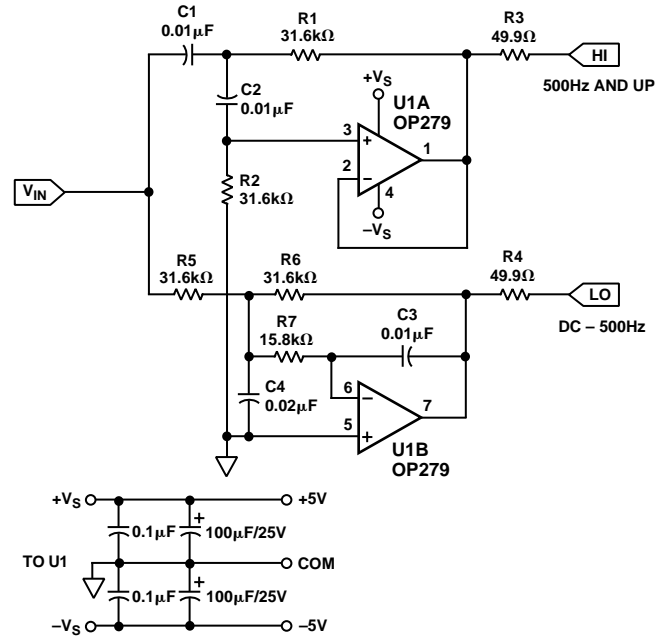 C1
0.01µF
R1
31.6kΩ
R3
49.9Ω
HI
500Hz AND UP
C2
0.01µF
+VS
U1A
OP279
3
+
1
2
−
4
−VS
VIN
R2
31.6kΩ
R5
31.6kΩ
R6
31.6kΩ
R4
49.9Ω
LO
DC – 500Hz
R7
15.8kΩ
C3
0.01µF
C4
0.02µF
6
−
7
5
+
U1B
OP279
+VS
+5V
0.1µF
+
100µF/25V
TO U1
COM
0.1µF
+
100µF/25V
−VS
−5V